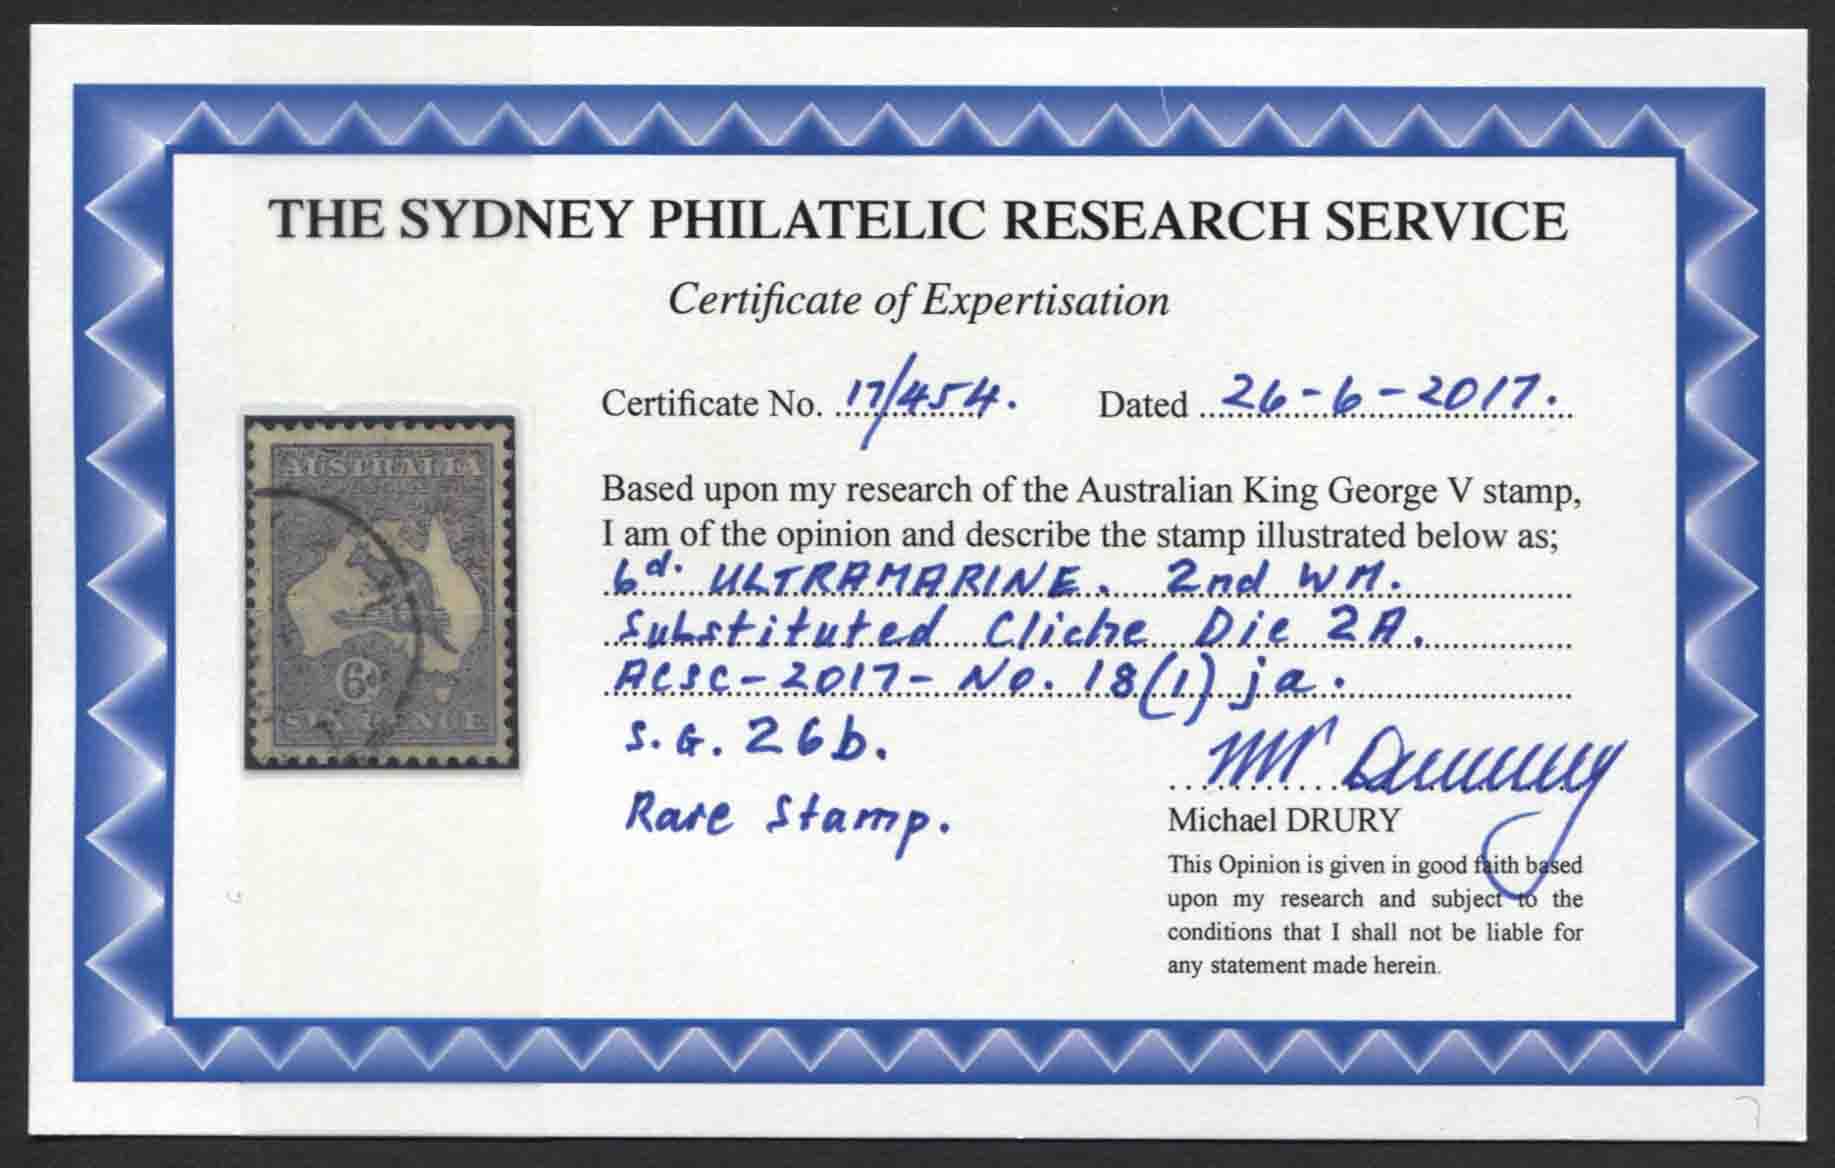 THE SYDNEY PHILATELIC RESEARCH SERVICE
Certificate of Expertisation
Certificate No. 17/454. Dated 26-6-2017.
Based upon my research of the Australian King George V stamp,
I am of the opinion and describe the stamp illustrated below as;
6d. ULTRAMARINE. 2nd WM.
Substituted Cliche Die 2A.
ACSC-2017-No. 18(1)ja.
S.G. 26b.
Rare Stamp.
AUSTRALIA
6D
SIX PENCE
M Drury
Michael DRURY
This Opinion is given in good faith based
upon my research and subject to the
conditions that I shall not be liable for
any statement made herein.